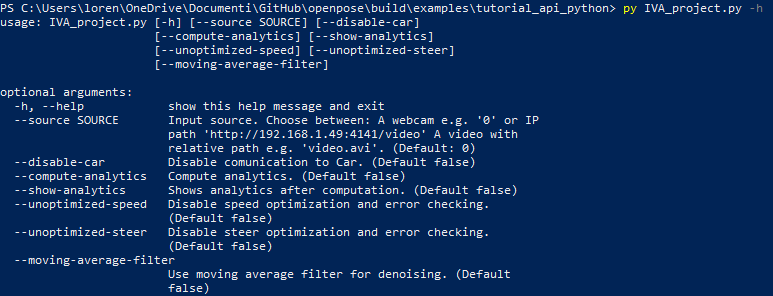 PS C:\Users\loren\OneDrive\Documenti\GitHub\openpose\build\examples\tutorial_api_python> py IVA_project.py -h
usage: IVA_project.py [-h] [--source SOURCE] [--disable-car]
                      [--compute-analytics] [--show-analytics]
                      [--unoptimized-speed] [--unoptimized-steer]
                      [--moving-average-filter]

optional arguments:
  -h, --help            show this help message and exit
  --source SOURCE       Input source. Choose between: A webcam e.g. '0' or IP
                        path 'http://192.168.1.49:4141/video' A video with
                        relative path e.g. 'video.avi'. (Default: 0)
  --disable-car         Disable comunication to Car. (Default false)
  --compute-analytics   Compute analytics. (Default false)
  --show-analytics      Shows analytics after computation. (Default false)
  --unoptimized-speed   Disable speed optimization and error checking.
                        (Default false)
  --unoptimized-steer   Disable steer optimization and error checking.
                        (Default false)
  --moving-average-filter
                        Use moving average filter for denoising. (Default
                        false)